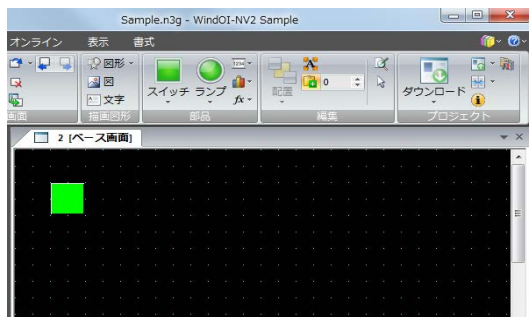 Sample.n3g - WindOI-NV2 Sample
オンライン 表示 書式
図形
図
文字
スイッチ ランプ
1234
fx
配置
0
ダウンロード
画面 描画図形 部品 編集 プロジェクト
2 [ベース画面]